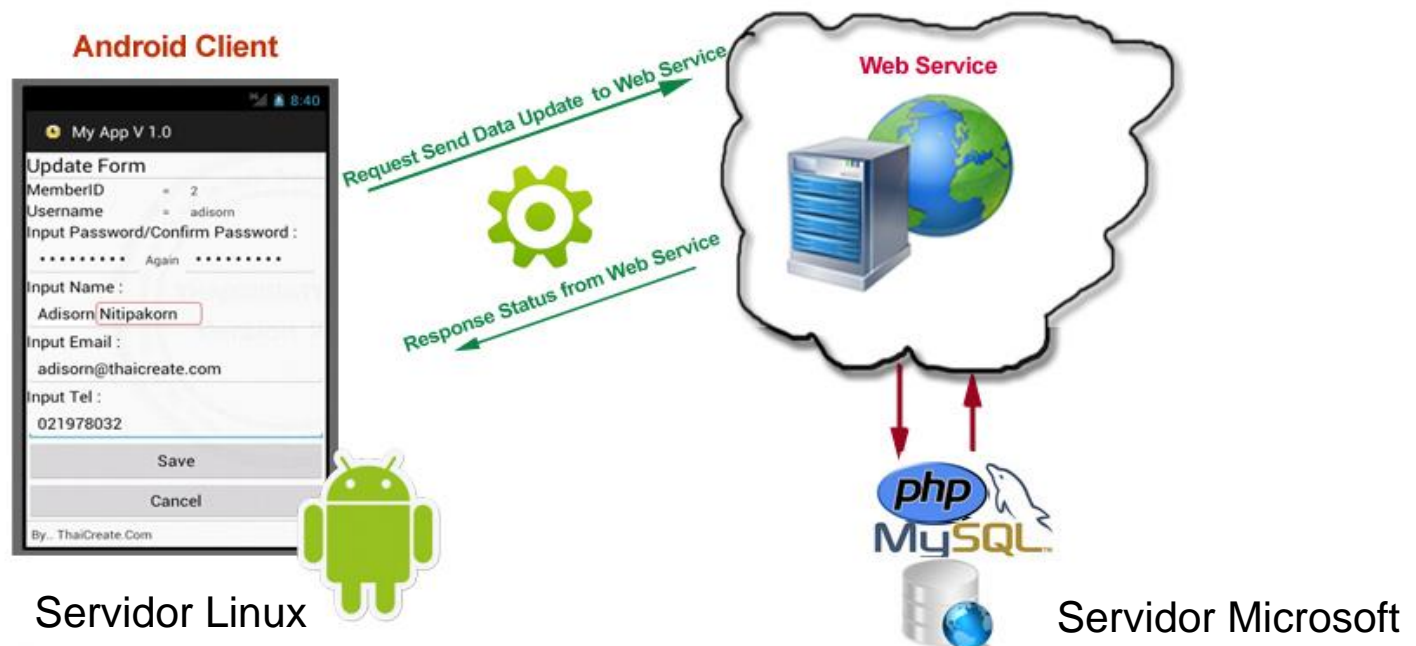 Android Client
8:40
My App V 1.0
Update Form
MemberID = 2
Username = adisorn
Input Password/Confirm Password :
••••••••• Again •••••••••
Input Name :
Adisorn Nitipakorn
Input Email :
adisorn@thaicreate.com
Input Tel :
021978032
Save
Cancel
By.. ThaiCreate.Com
Servidor Linux
Request Send Data Update to Web Service
Response Status from Web Service
Web Service
php
MySQL
Servidor Microsoft